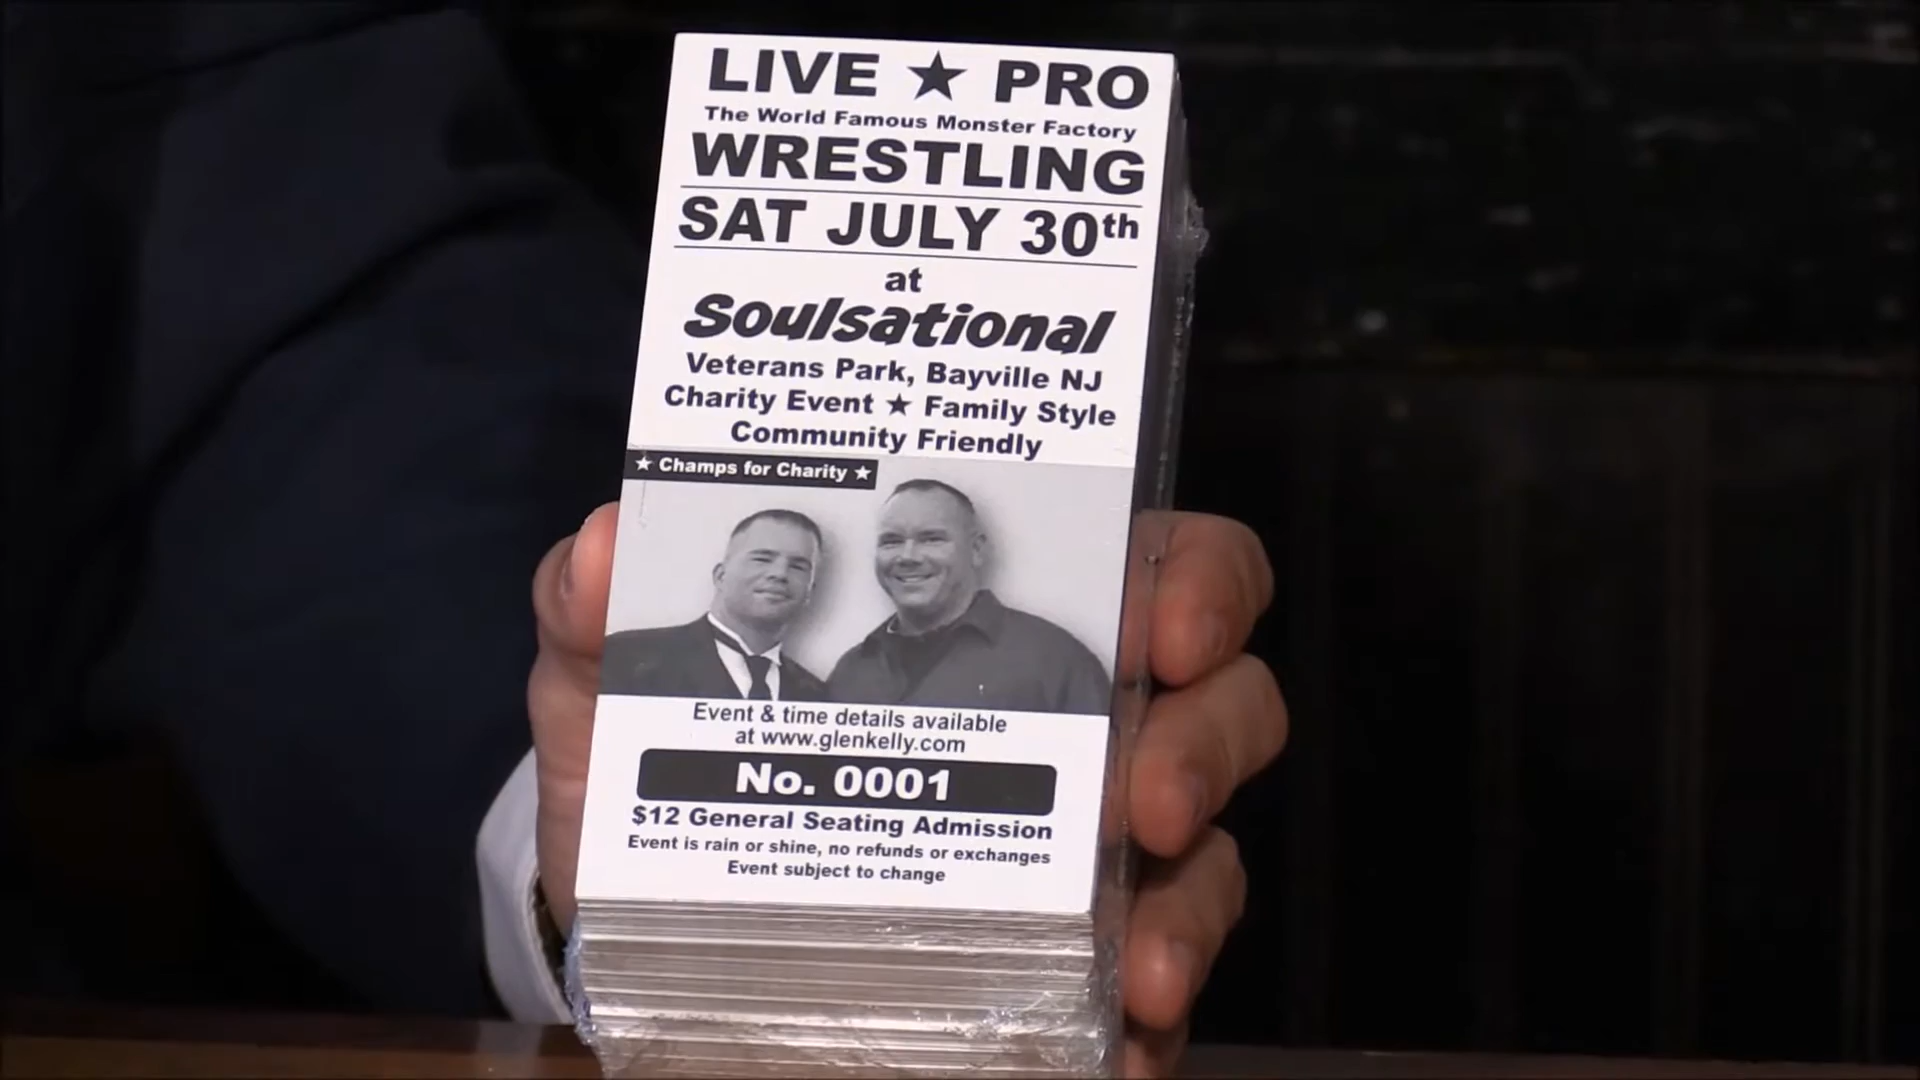 LIVE ★ PRO
The World Famous Monster Factory
WRESTLING
SAT JULY 30th
at
Soulsational
Veterans Park, Bayville NJ
Charity Event ★ Family Style
Community Friendly
★ Champs for Charity ★
Event & time details available
at www.glenkelly.com
No. 0001
$12 General Seating Admission
Event is rain or shine, no refunds or exchanges
Event subject to change